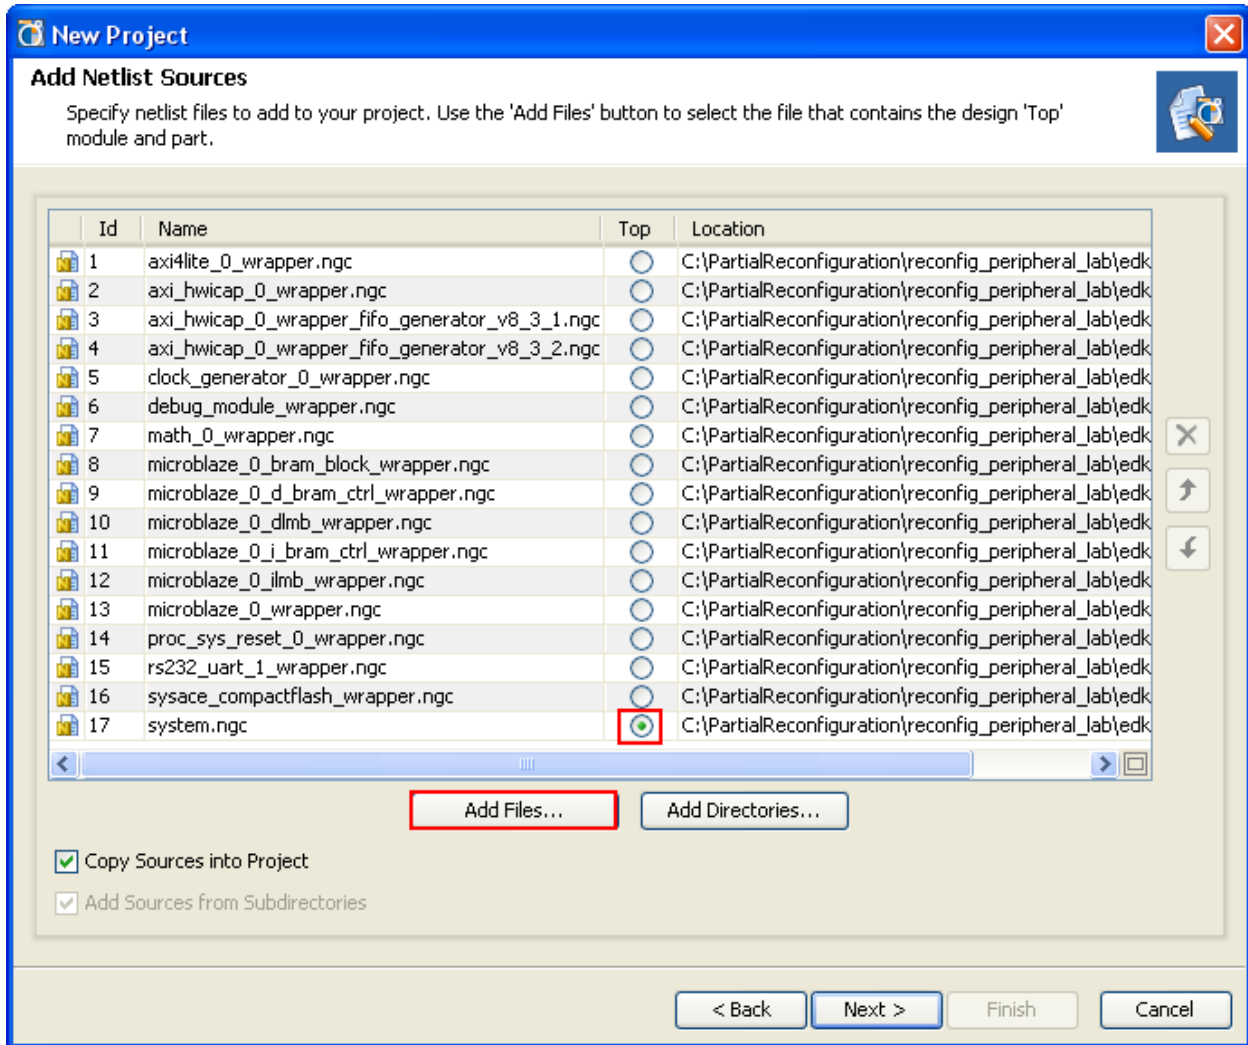 New Project
Add Netlist Sources
Specify netlist files to add to your project. Use the 'Add Files' button to select the file that contains the design 'Top'
module and part.
Id Name Top Location
1 axi4lite_0_wrapper.ngc C:\PartialReconfiguration\reconfig_peripheral_lab\edk
2 axi_hwicap_0_wrapper.ngc C:\PartialReconfiguration\reconfig_peripheral_lab\edk
3 axi_hwicap_0_wrapper_fifo_generator_v8_3_1.ngc C:\PartialReconfiguration\reconfig_peripheral_lab\edk
4 axi_hwicap_0_wrapper_fifo_generator_v8_3_2.ngc C:\PartialReconfiguration\reconfig_peripheral_lab\edk
5 clock_generator_0_wrapper.ngc C:\PartialReconfiguration\reconfig_peripheral_lab\edk
6 debug_module_wrapper.ngc C:\PartialReconfiguration\reconfig_peripheral_lab\edk
7 math_0_wrapper.ngc C:\PartialReconfiguration\reconfig_peripheral_lab\edk
8 microblaze_0_bram_block_wrapper.ngc C:\PartialReconfiguration\reconfig_peripheral_lab\edk
9 microblaze_0_d_bram_ctrl_wrapper.ngc C:\PartialReconfiguration\reconfig_peripheral_lab\edk
10 microblaze_0_dlmb_wrapper.ngc C:\PartialReconfiguration\reconfig_peripheral_lab\edk
11 microblaze_0_i_bram_ctrl_wrapper.ngc C:\PartialReconfiguration\reconfig_peripheral_lab\edk
12 microblaze_0_ilmb_wrapper.ngc C:\PartialReconfiguration\reconfig_peripheral_lab\edk
13 microblaze_0_wrapper.ngc C:\PartialReconfiguration\reconfig_peripheral_lab\edk
14 proc_sys_reset_0_wrapper.ngc C:\PartialReconfiguration\reconfig_peripheral_lab\edk
15 rs232_uart_1_wrapper.ngc C:\PartialReconfiguration\reconfig_peripheral_lab\edk
16 sysace_compactflash_wrapper.ngc C:\PartialReconfiguration\reconfig_peripheral_lab\edk
17 system.ngc C:\PartialReconfiguration\reconfig_peripheral_lab\edk
Add Files... Add Directories...
Copy Sources into Project
Add Sources from Subdirectories
< Back Next > Finish Cancel